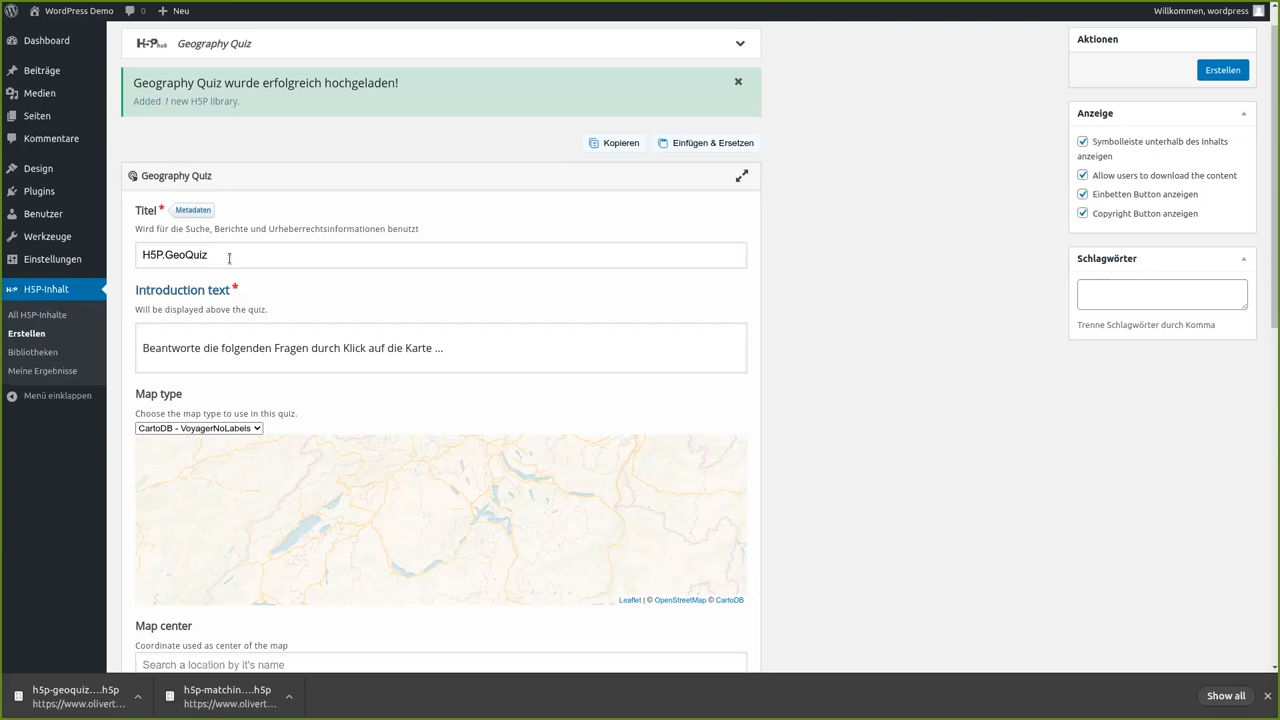 WordPress Demo
0
Neu
Willkommen, wordpress
Dashboard
Beiträge
Medien
Seiten
Kommentare
Design
Plugins
Benutzer
Werkzeuge
Einstellungen
H5P-Inhalt
All H5P-Inhalte
Erstellen
Bibliotheken
Meine Ergebnisse
Menü einklappen
H5P hub Geography Quiz
Geography Quiz wurde erfolgreich hochgeladen!
Added 1 new H5P library.
Kopieren
Einfügen & Ersetzen
Geography Quiz
Titel * Metadaten
Wird für die Suche, Berichte und Urheberrechtsinformationen benutzt
H5P.GeoQuiz
Introduction text *
Will be displayed above the quiz.
Beantworte die folgenden Fragen durch Klick auf die Karte ...
Map type
Choose the map type to use in this quiz.
CartoDB - VoyagerNoLabels
Leaflet | © OpenStreetMap © CartoDB
Map center
Coordinate used as center of the map
Search a location by it's name
Aktionen
Erstellen
Anzeige
Symbolleiste unterhalb des Inhalts
anzeigen
Allow users to download the content
Einbetten Button anzeigen
Copyright Button anzeigen
Schlagwörter
Trenne Schlagwörter durch Komma
h5p-geoquiz....h5p
https://www.olivert...
h5p-matchin....h5p
https://www.olivert...
Show all